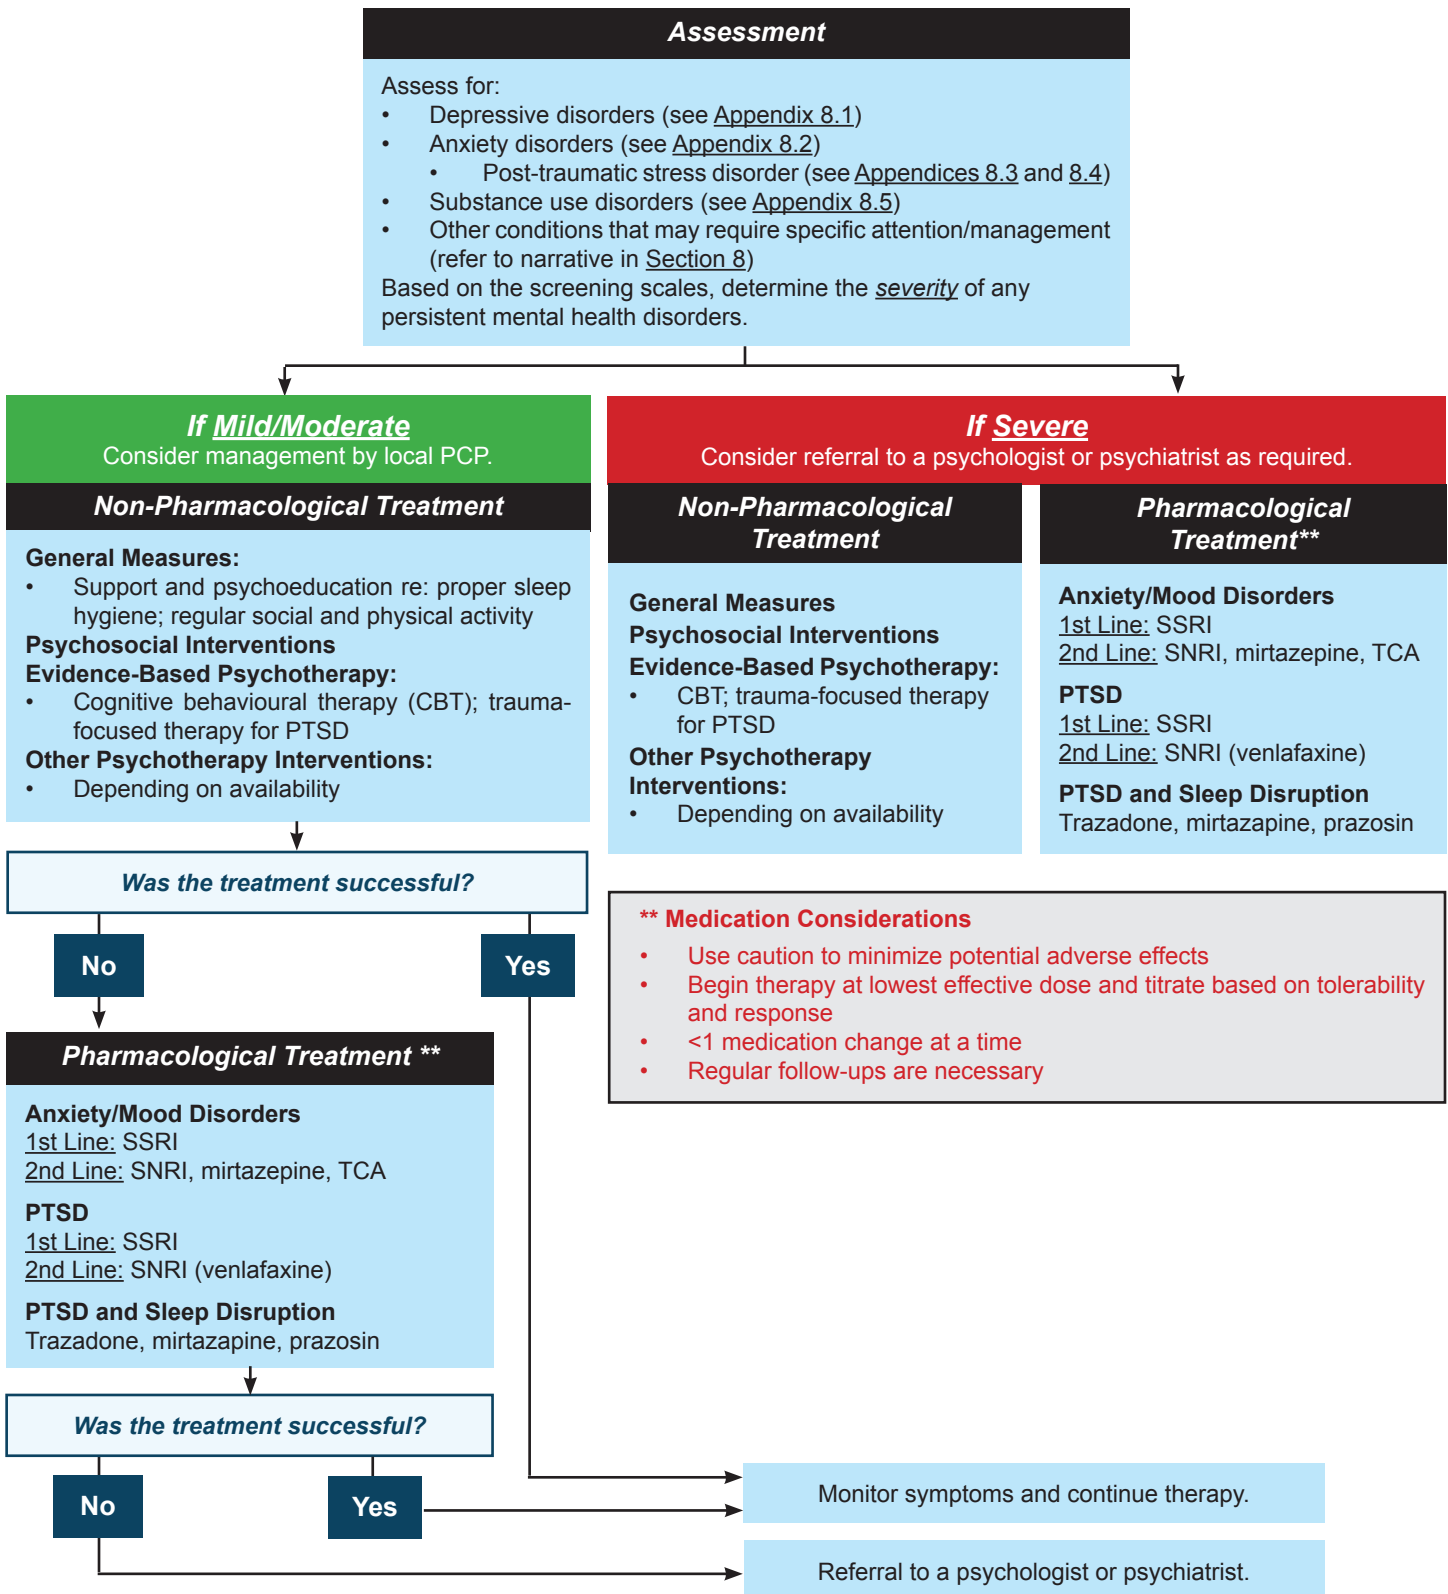 Assessment
Assess for:
• Depressive disorders (see Appendix 8.1)
• Anxiety disorders (see Appendix 8.2)
• Post-traumatic stress disorder (see Appendices 8.3 and 8.4)
• Substance use disorders (see Appendix 8.5)
• Other conditions that may require specific attention/management
(refer to narrative in Section 8)
Based on the screening scales, determine the severity of any
persistent mental health disorders.
If Mild/Moderate
Consider management by local PCP.
Non-Pharmacological Treatment
General Measures:
• Support and psychoeducation re: proper sleep
hygiene; regular social and physical activity
Psychosocial Interventions
Evidence-Based Psychotherapy:
• Cognitive behavioural therapy (CBT); trauma-
focused therapy for PTSD
Other Psychotherapy Interventions:
• Depending on availability
If Severe
Consider referral to a psychologist or psychiatrist as required.
Non-Pharmacological
Treatment
General Measures
Psychosocial Interventions
Evidence-Based Psychotherapy:
• CBT; trauma-focused therapy
for PTSD
Other Psychotherapy
Interventions:
• Depending on availability
Pharmacological
Treatment**
Anxiety/Mood Disorders
1st Line: SSRI
2nd Line: SNRI, mirtazepine, TCA
PTSD
1st Line: SSRI
2nd Line: SNRI (venlafaxine)
PTSD and Sleep Disruption
Trazadone, mirtazapine, prazosin
Was the treatment successful?
No
Yes
** Medication Considerations
• Use caution to minimize potential adverse effects
• Begin therapy at lowest effective dose and titrate based on tolerability
and response
• <1 medication change at a time
• Regular follow-ups are necessary
Pharmacological Treatment **
Anxiety/Mood Disorders
1st Line: SSRI
2nd Line: SNRI, mirtazepine, TCA
PTSD
1st Line: SSRI
2nd Line: SNRI (venlafaxine)
PTSD and Sleep Disruption
Trazadone, mirtazapine, prazosin
Was the treatment successful?
No
Yes
Monitor symptoms and continue therapy.
Referral to a psychologist or psychiatrist.